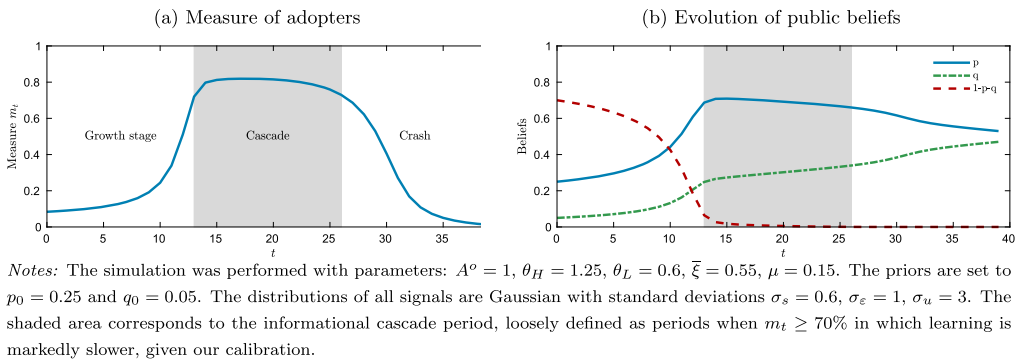 (a) Measure of adopters
(b) Evolution of public beliefs
1
0.8
0.6
0.4
0.2
0
Measure m_t
Growth stage
Cascade
Crash
0 5 10 15 20 25 30 35
t
1
0.8
0.6
0.4
0.2
0
Beliefs
p
q
1-p-q
0 5 10 15 20 25 30 35 40
t
Notes: The simulation was performed with parameters: A^o = 1, θ_H = 1.25, θ_L = 0.6, ξ̅ = 0.55, μ = 0.15. The priors are set to
p_0 = 0.25 and q_0 = 0.05. The distributions of all signals are Gaussian with standard deviations σ_s = 0.6, σ_ε = 1, σ_u = 3. The
shaded area corresponds to the informational cascade period, loosely defined as periods when m_t ≥ 70% in which learning is
markedly slower, given our calibration.